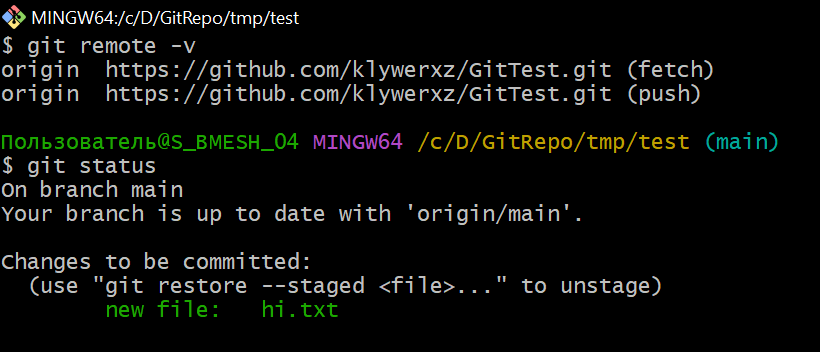 MINGW64:/c/D/GitRepo/tmp/test
$ git remote -v
origin  https://github.com/klywerxz/GitTest.git (fetch)
origin  https://github.com/klywerxz/GitTest.git (push)
Пользователь@S_BMESH_04 MINGW64 /c/D/GitRepo/tmp/test (main)
$ git status
On branch main
Your branch is up to date with 'origin/main'.
Changes to be committed:
  (use "git restore --staged <file>..." to unstage)
        new file:   hi.txt